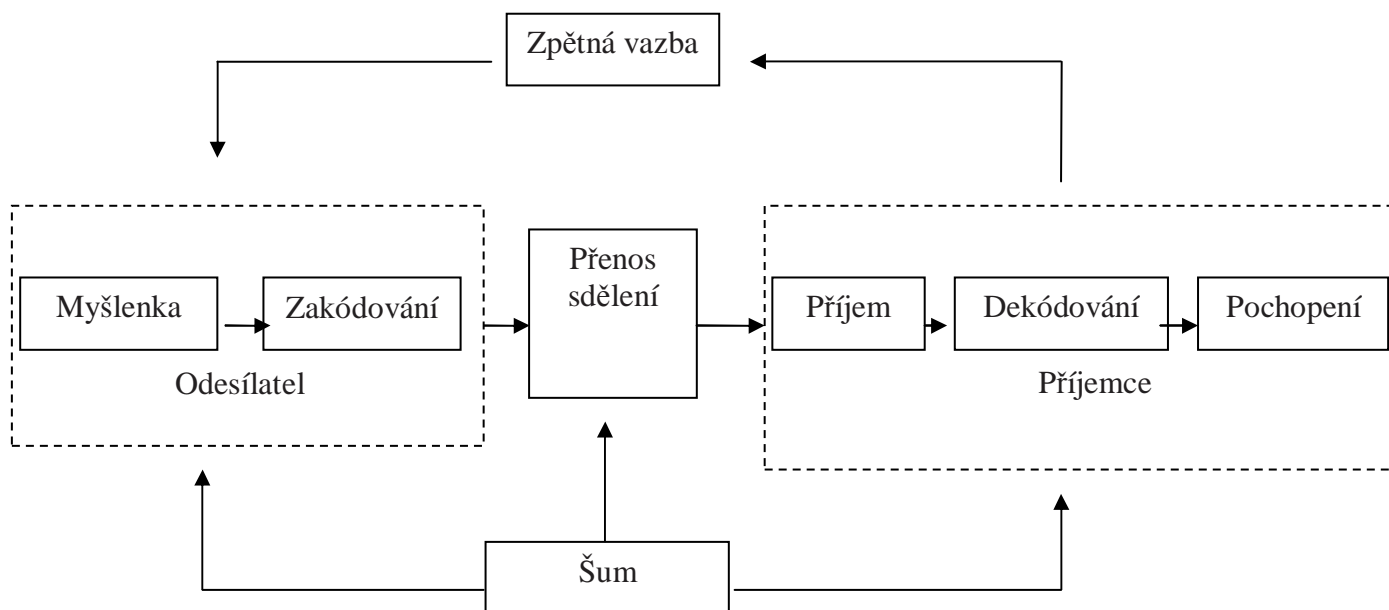 Zpětná vazba
Přenos
sdělení
Myšlenka
Zakódování
Příjem
Dekódování
Pochopení
Odesílatel
Příjemce
Šum